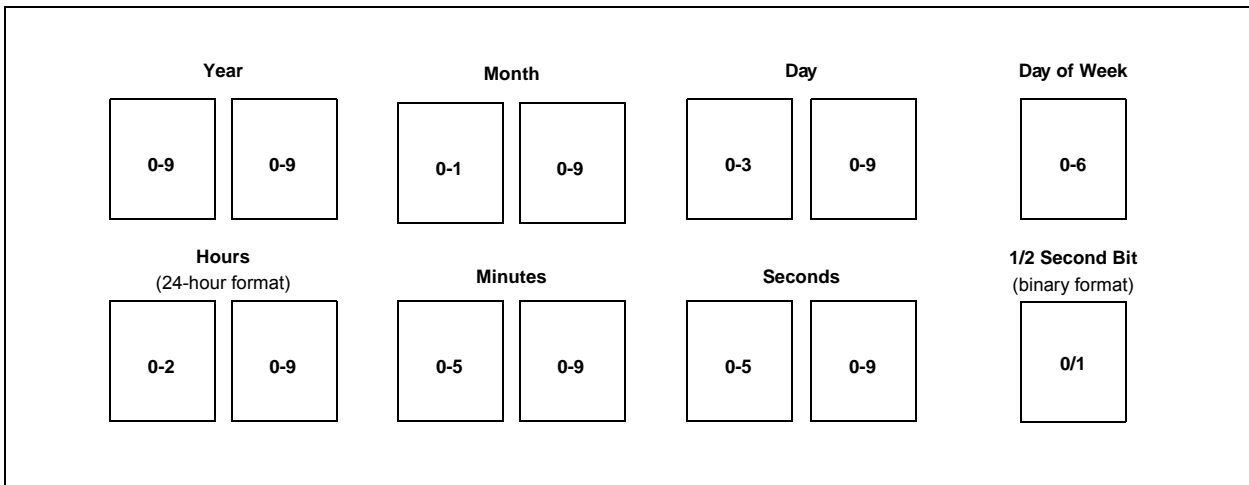 Year
Month
Day
Day of Week
0-9
0-9
0-1
0-9
0-3
0-9
0-6
Hours
(24-hour format)
Minutes
Seconds
1/2 Second Bit
(binary format)
0-2
0-9
0-5
0-9
0-5
0-9
0/1